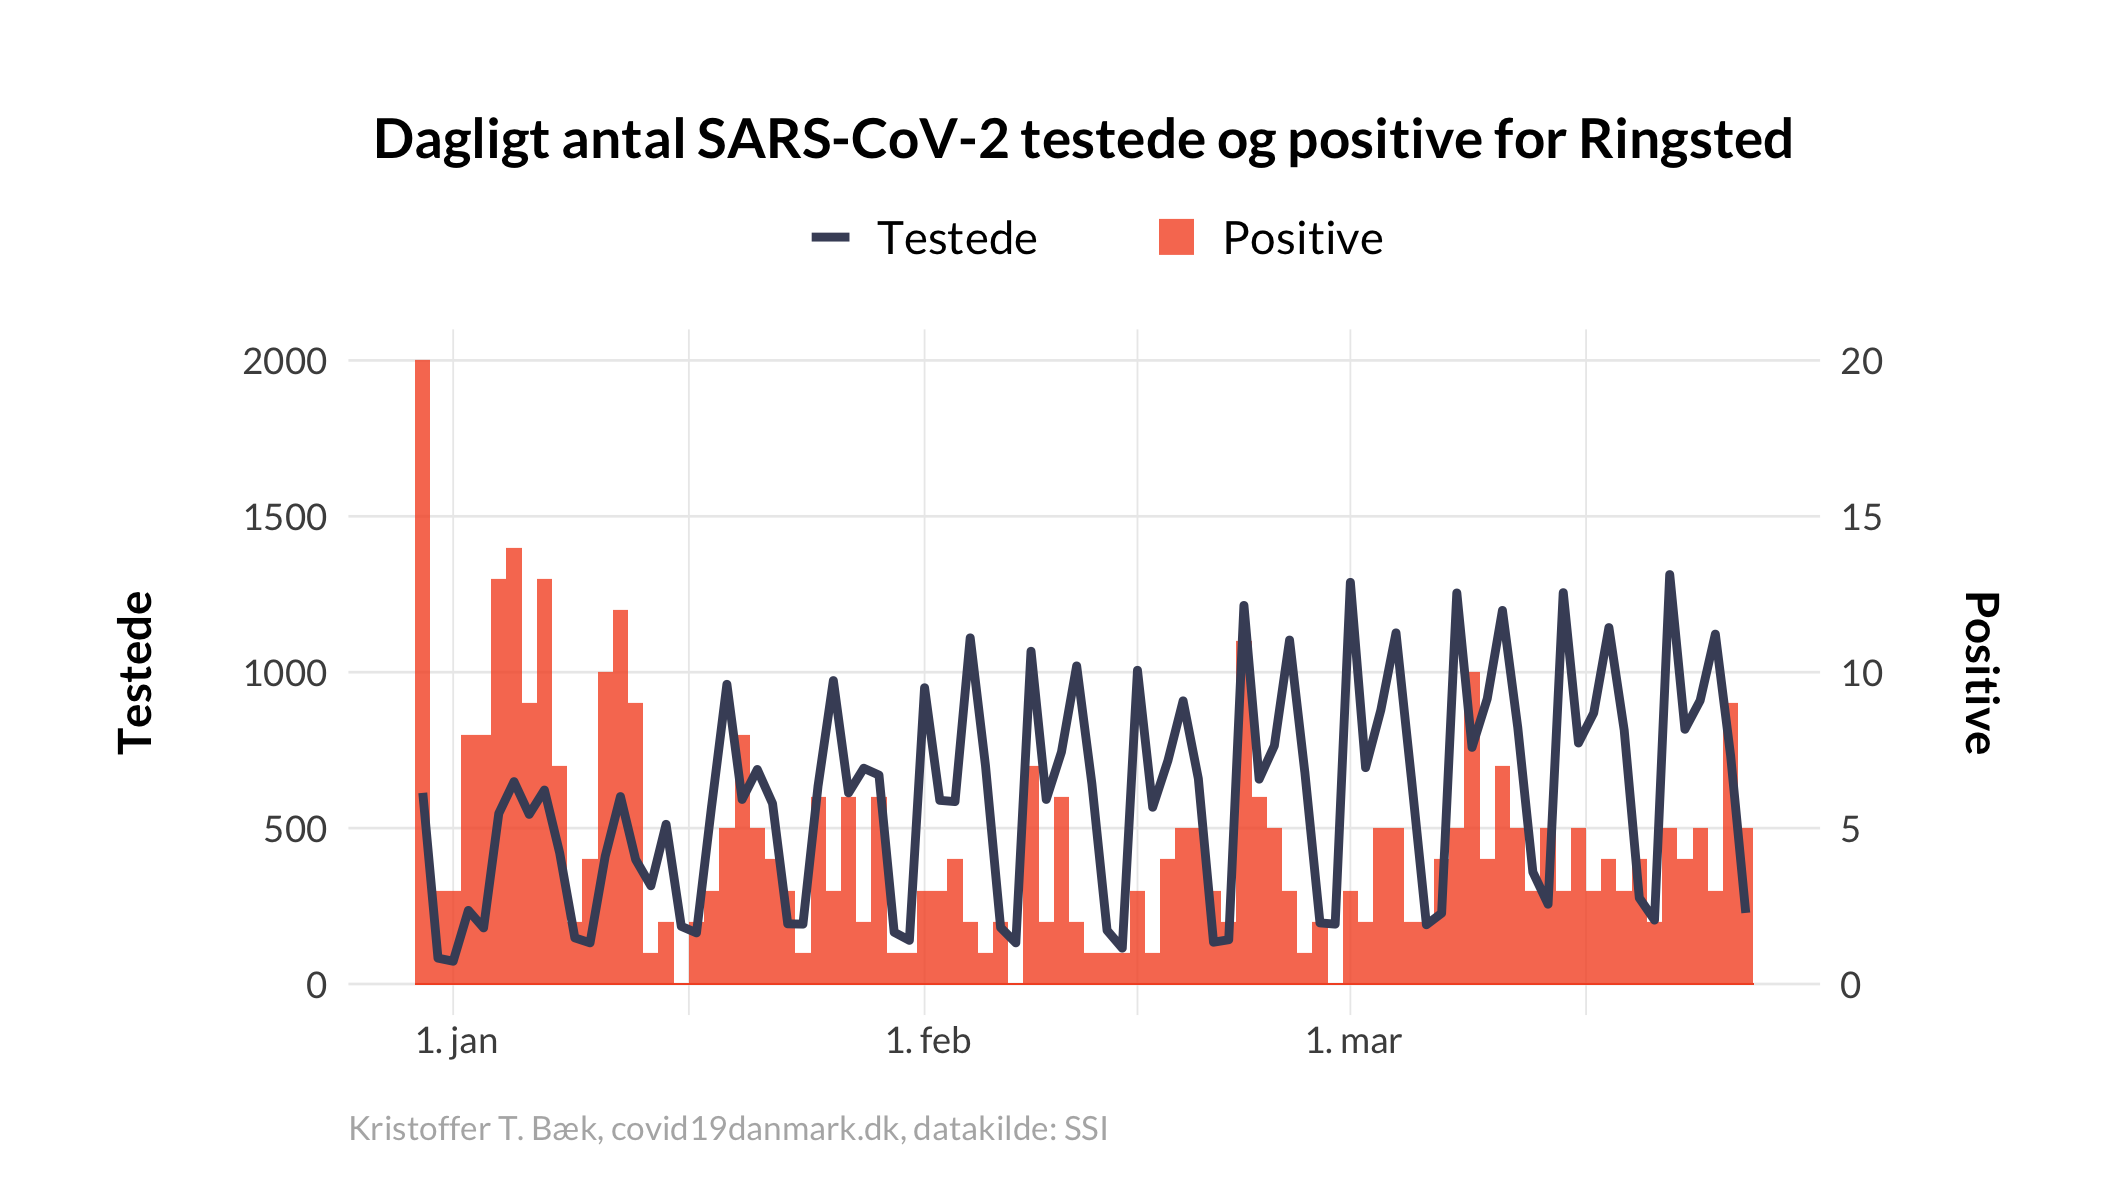 Dagligt antal SARS-CoV-2 testede og positive for Ringsted
Testede
Positive
2000
1500
1000
500
0
20
15
10
5
0
Testede
Positive
1. jan
1. feb
1. mar
Kristoffer T. Bæk, covid19danmark.dk, datakilde: SSI